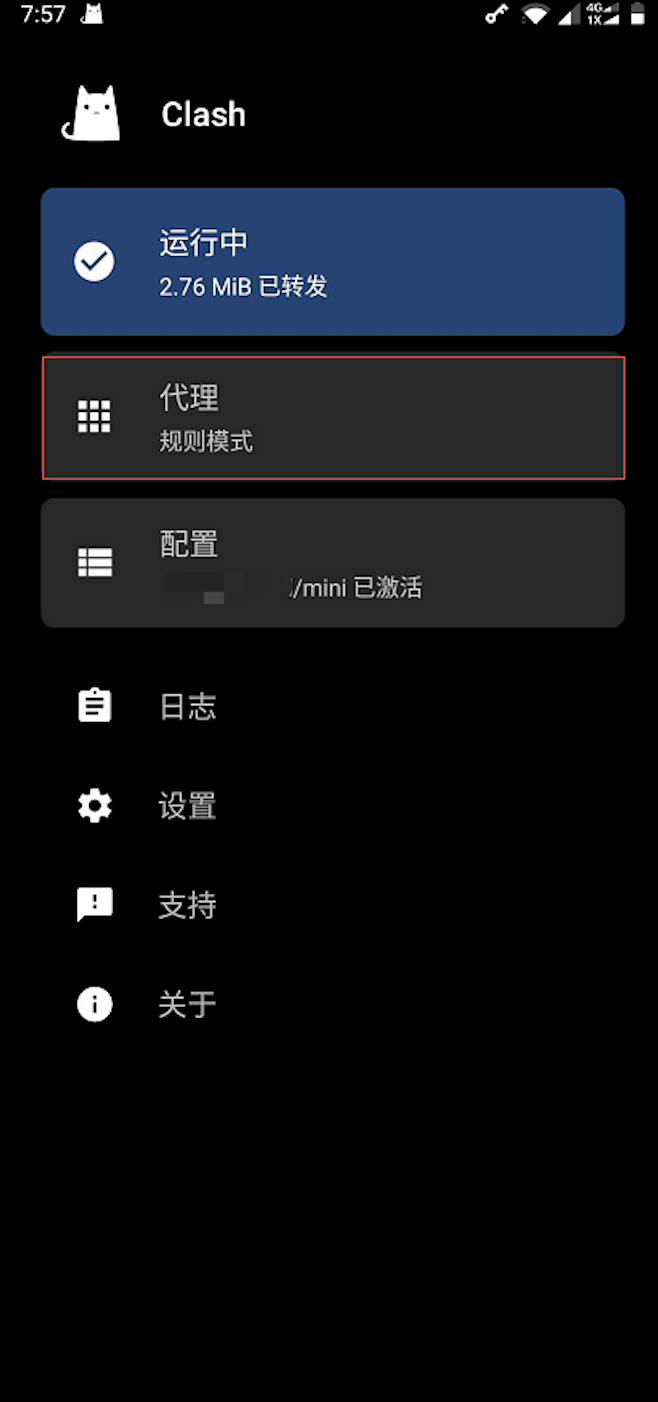 7:57
4G
1X
Clash
运行中
2.76 MiB 已转发
代理
规则模式
配置
/mini 已激活
日志
设置
支持
关于